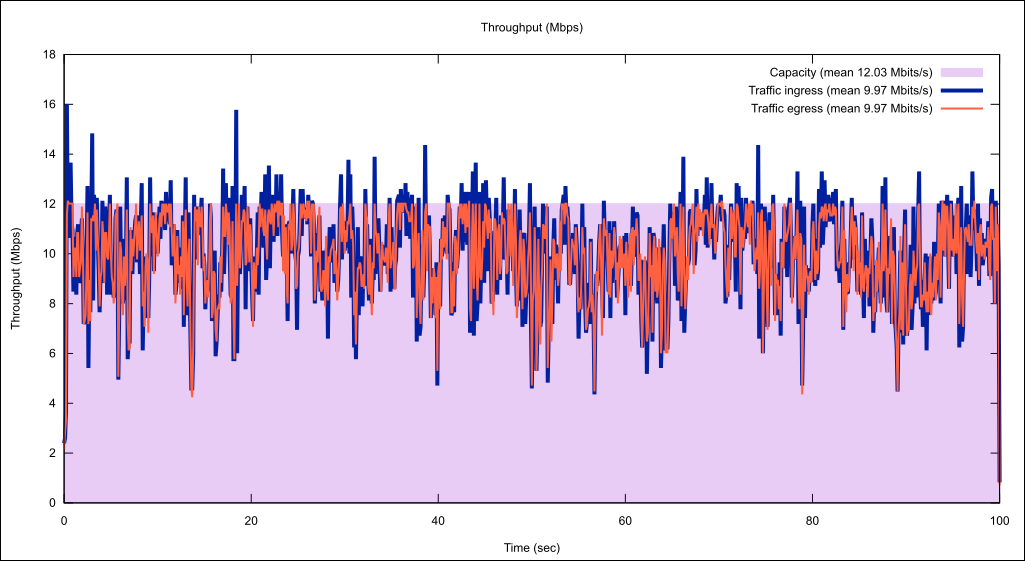 Throughput (Mbps)
18
16
14
12
10
8
6
4
2
0
Throughput (Mbps)
Capacity (mean 12.03 Mbits/s)
Traffic ingress (mean 9.97 Mbits/s)
Traffic egress (mean 9.97 Mbits/s)
0 20 40 60 80 100
Time (sec)